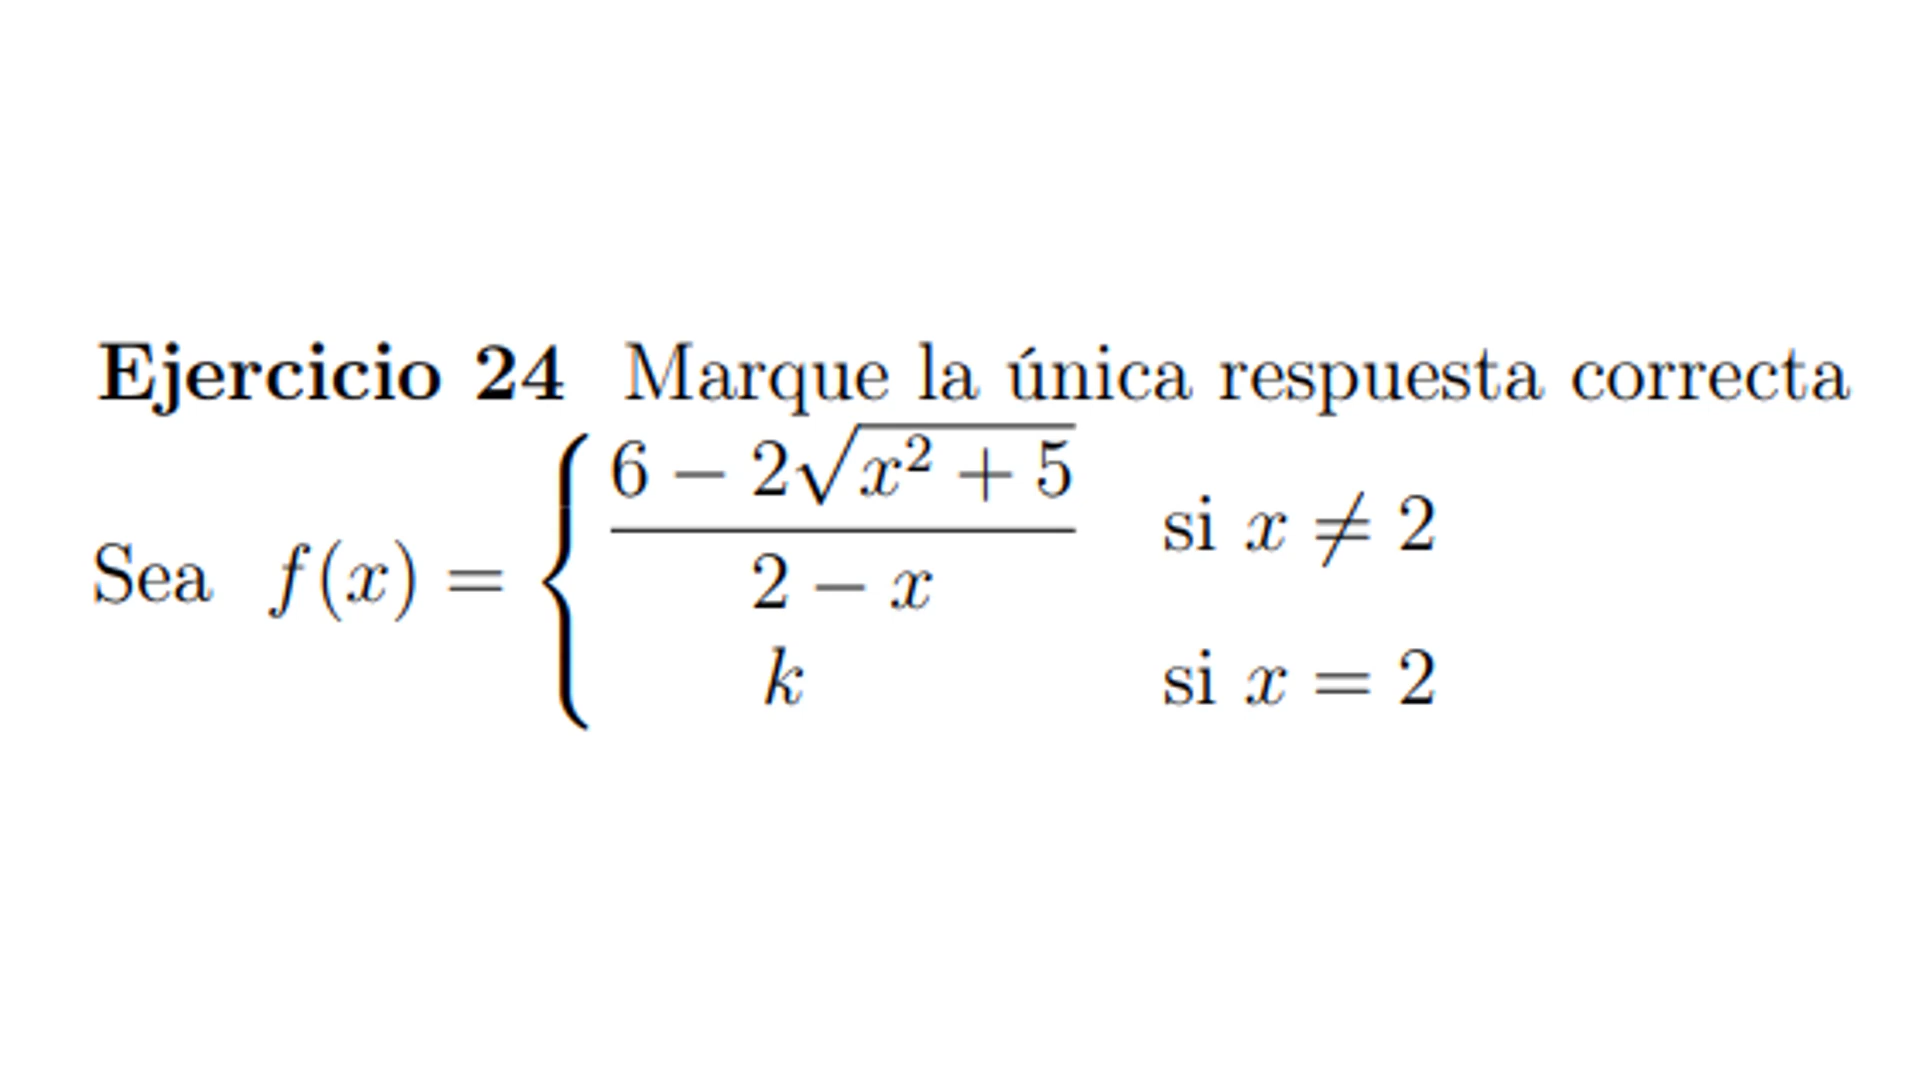 Ejercicio 24 Marque la única respuesta correcta
Sea f(x) = { (6 − 2√(x² + 5)) / (2 − x) si x ≠ 2
k si x = 2